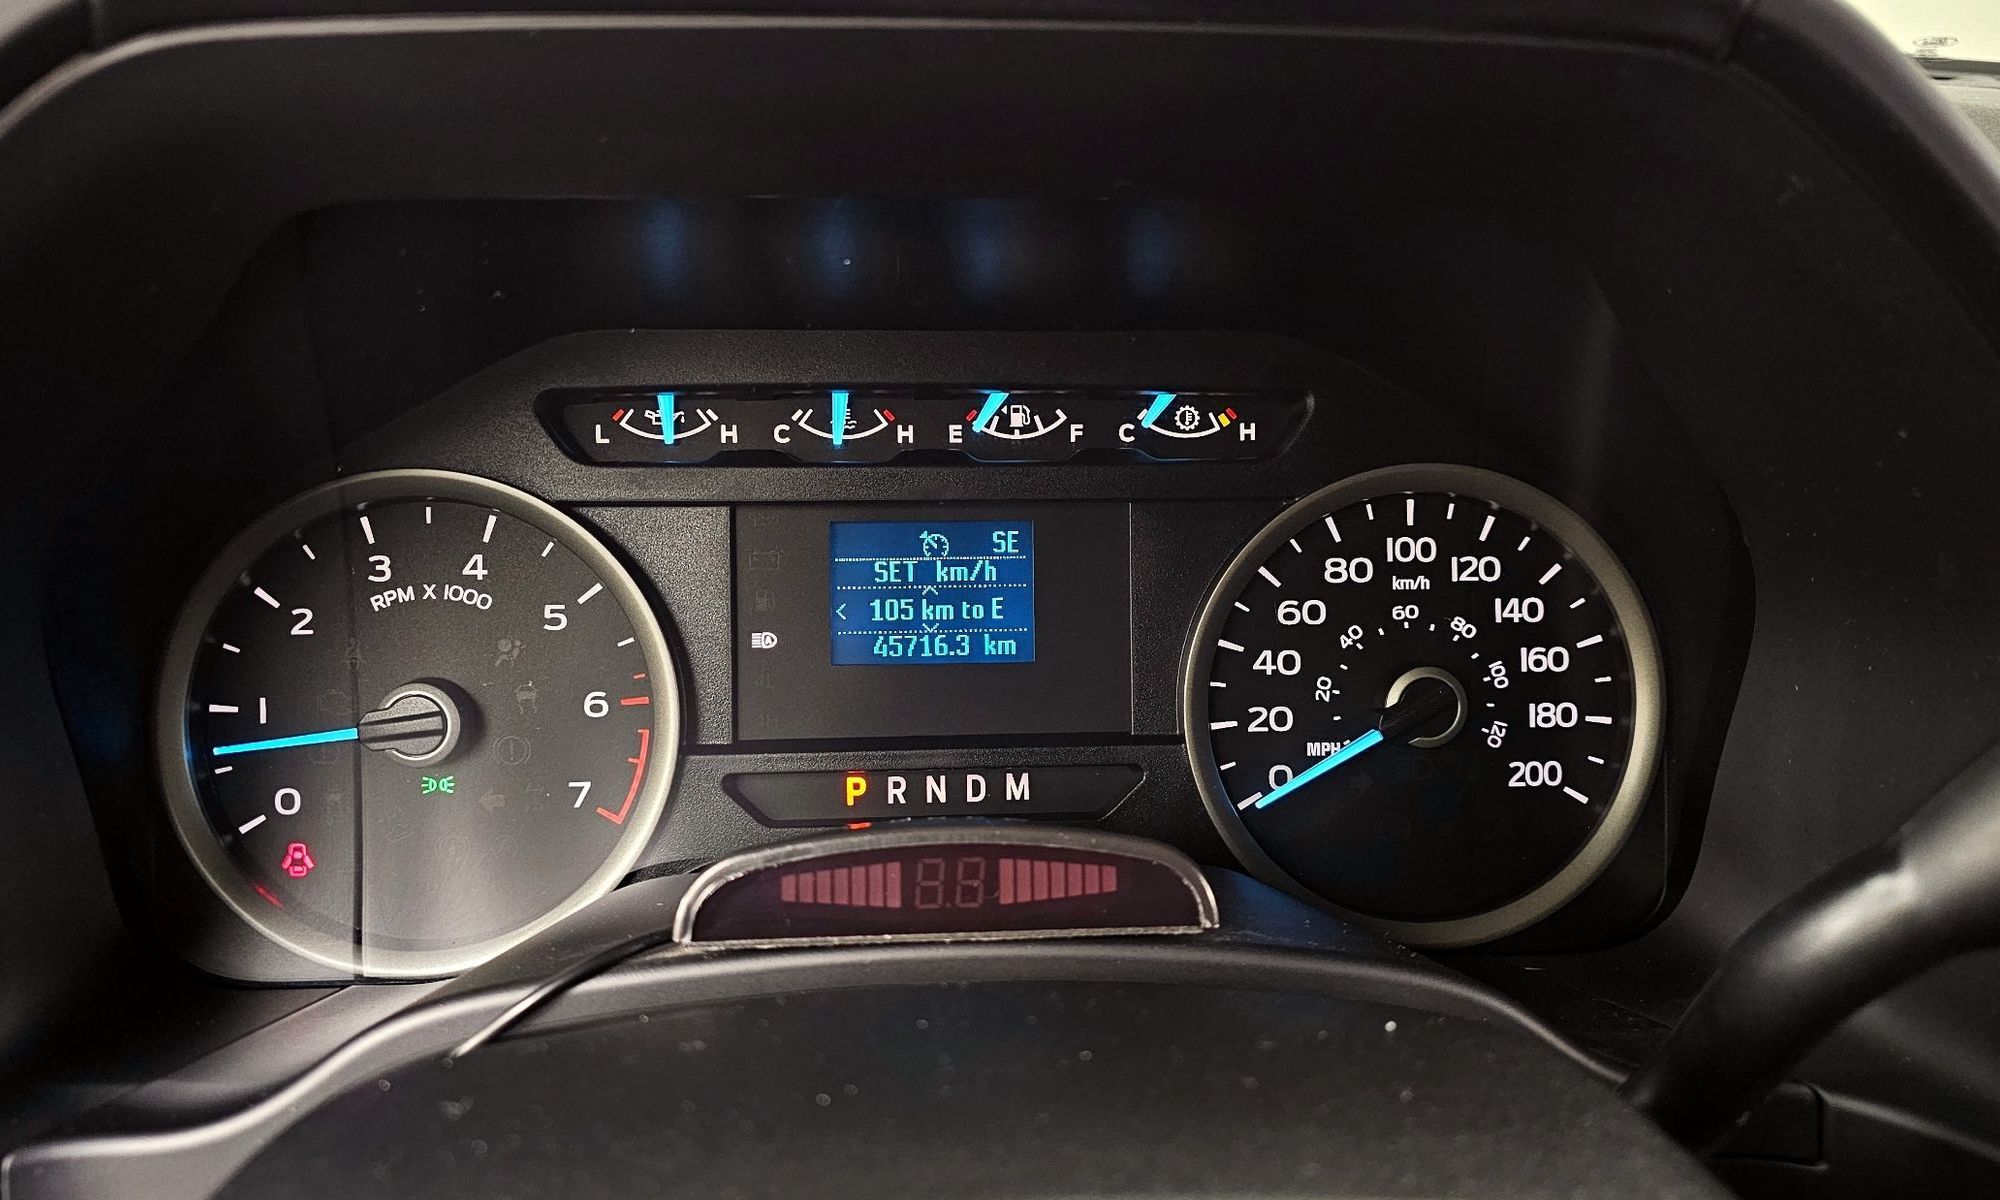 L H C H E F C H
SE
SET km/h
< 105 km to E
45716.3 km
0 1 2 3 4 5 6 7
RPM X 1000
0 20 40 60 80 100 120 140 160 180 200
km/h
20 40 60 80 100 120
MPH
P R N D M
8.8